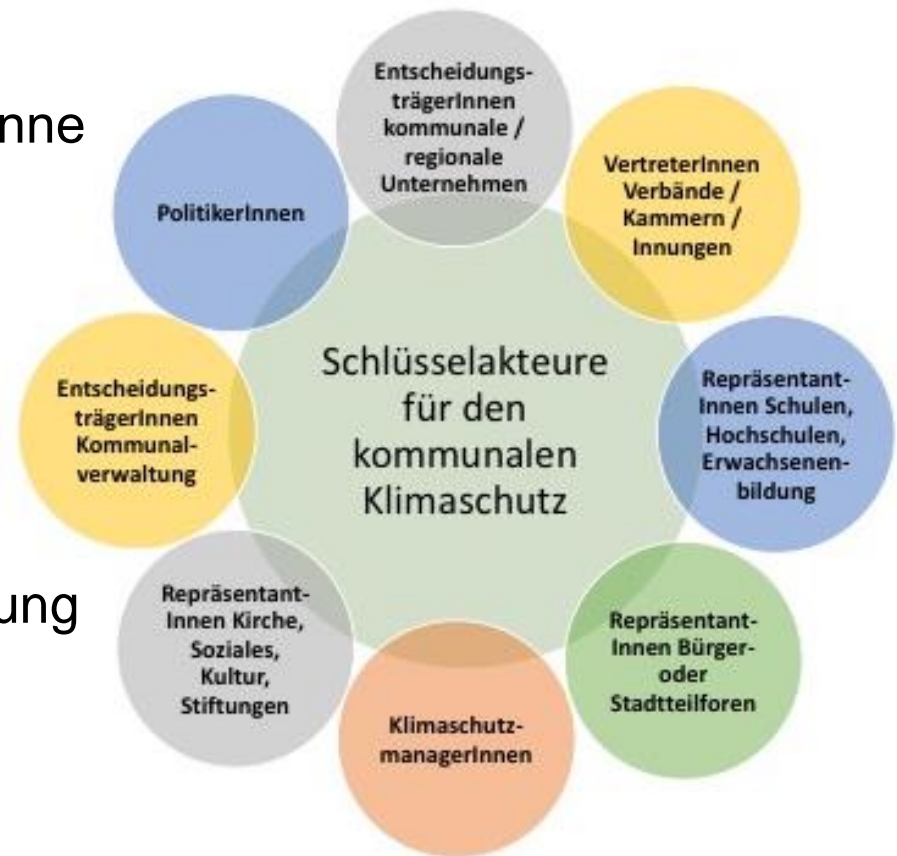 nne
ung
Entscheidungs-
trägerInnen
kommunale /
regionale
Unternehmen
VertreterInnen
Verbände /
Kammern /
Innungen
Repräsentant-
Innen Schulen,
Hochschulen,
Erwachsenen-
bildung
Repräsentant-
Innen Bürger-
oder
Stadtteilforen
Klimaschutz-
managerInnen
Repräsentant-
Innen Kirche,
Soziales,
Kultur,
Stiftungen
Entscheidungs-
trägerInnen
Kommunal-
verwaltung
PolitikerInnen
Schlüsselakteure
für den
kommunalen
Klimaschutz